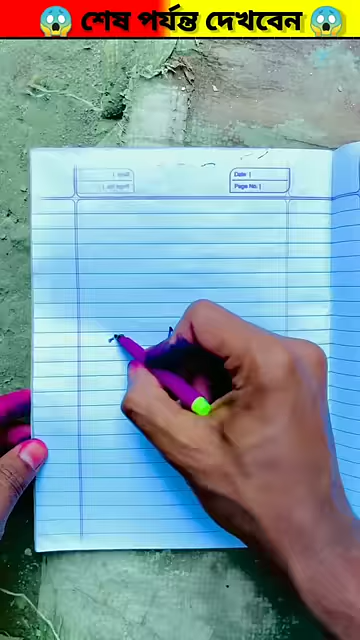 😱 শেষ পর্যন্ত দেখবেন 😱
Date |
Page No. |